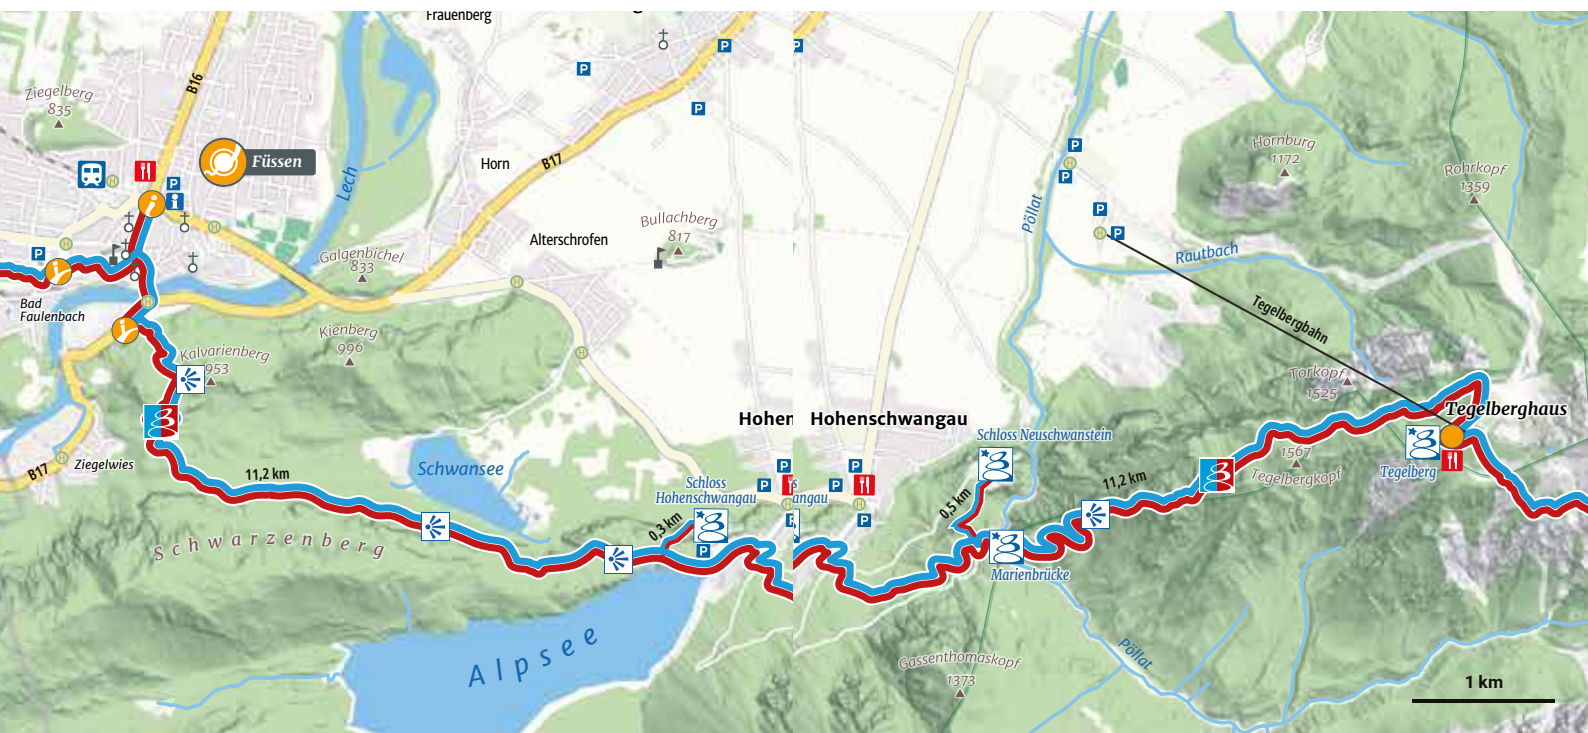 Frauenberg
Ziegelberg
835
B16
P
P
P
P
Füssen
Horn
B17
Lech
H
P
i
i
H
H
P
Bullachberg
817
Alterschrofen
Galgenbichel
833
H
Bad
Faulenbach
H
Kienberg
996
Kalvarienberg
953
H
B17
H
Ziegelwies
11,2 km
Schwansee
Schwarzenberg
Schloss
Hohenschwangau
0,3 km
P
P
P
H
Hohen
Alpsee
Hohenschwangau
s
angau
P
H
P
P
H
P
P
H
P
Pöllat
Rautbach
Hornburg
1172
Rohrkopf
1359
Tegelbergbahn
Torkopf
1525
Tegelberghaus
Schloss Neuschwanstein
0,5 km
11,2 km
1567
Tegelbergkopf
Tegelberg
Marienbrücke
Gassenthomaskopf
1373
Pöllat
1 km